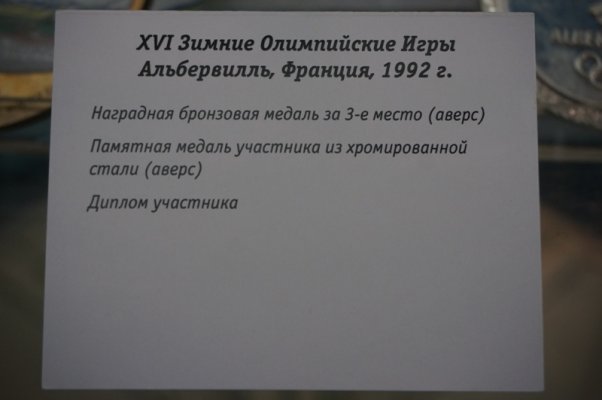 XVI Зимние Олимпийские Игры
Альбервилль, Франция, 1992 г.
Наградная бронзовая медаль за 3-е место (аверс)
Памятная медаль участника из хромированной
стали (аверс)
Диплом участника